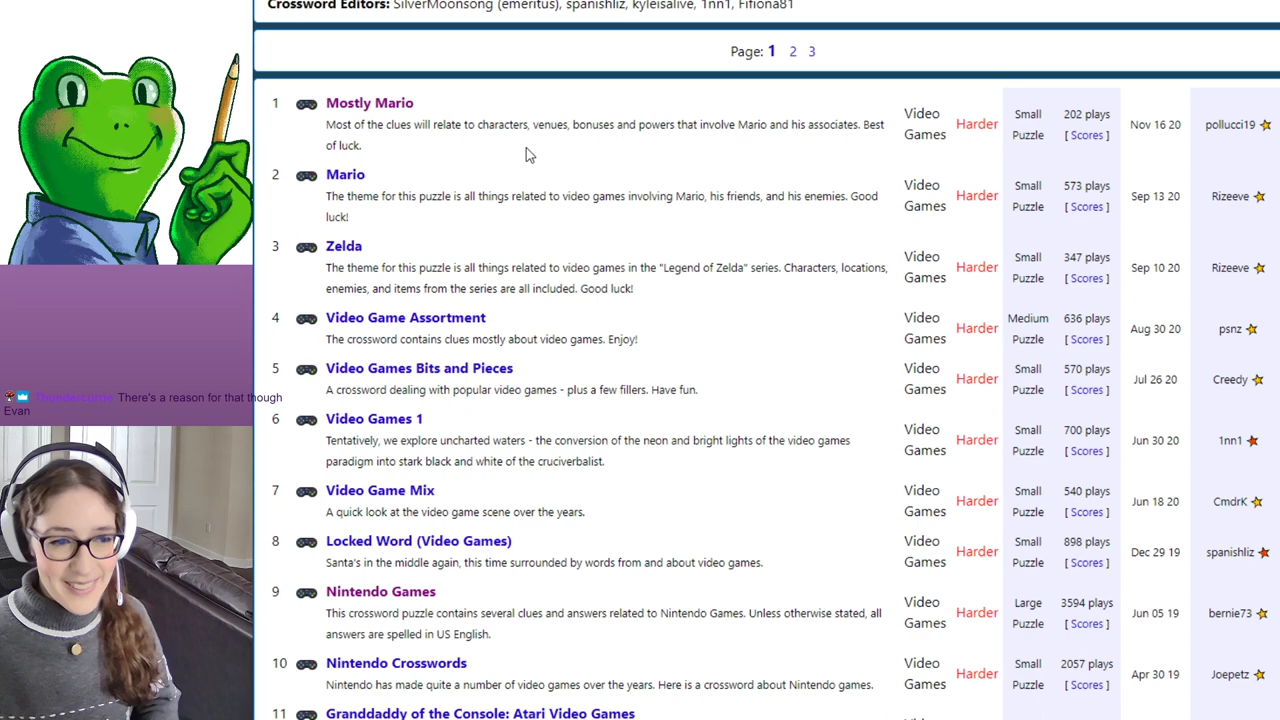 Crossword Editors: SilverMoonsong (emeritus), spanishliz, kyleisalive, 1nn1, Fifiona81
Page: 1 2 3
1 Mostly Mario
Most of the clues will relate to characters, venues, bonuses and powers that involve Mario and his associates. Best
of luck.
Video
Games
Harder
Small
Puzzle
202 plays
[ Scores ]
Nov 16 20
pollucci19
2 Mario
The theme for this puzzle is all things related to video games involving Mario, his friends, and his enemies. Good
luck!
Video
Games
Harder
Small
Puzzle
573 plays
[ Scores ]
Sep 13 20
Rizeeve
3 Zelda
The theme for this puzzle is all things related to video games in the "Legend of Zelda" series. Characters, locations,
enemies, and items from the series are all included. Good luck!
Video
Games
Harder
Small
Puzzle
347 plays
[ Scores ]
Sep 10 20
Rizeeve
4 Video Game Assortment
The crossword contains clues mostly about video games. Enjoy!
Video
Games
Harder
Medium
Puzzle
636 plays
[ Scores ]
Aug 30 20
psnz
5 Video Games Bits and Pieces
A crossword dealing with popular video games - plus a few fillers. Have fun.
Video
Games
Harder
Small
Puzzle
570 plays
[ Scores ]
Jul 26 20
Creedy
There's a reason for that though
Evan
6 Video Games 1
Tentatively, we explore uncharted waters - the conversion of the neon and bright lights of the video games
paradigm into stark black and white of the cruciverbalist.
Video
Games
Harder
Small
Puzzle
700 plays
[ Scores ]
Jun 30 20
1nn1
7 Video Game Mix
A quick look at the video game scene over the years.
Video
Games
Harder
Small
Puzzle
540 plays
[ Scores ]
Jun 18 20
CmdrK
8 Locked Word (Video Games)
Santa's in the middle again, this time surrounded by words from and about video games.
Video
Games
Harder
Small
Puzzle
898 plays
[ Scores ]
Dec 29 19
spanishliz
9 Nintendo Games
This crossword puzzle contains several clues and answers related to Nintendo Games. Unless otherwise stated, all
answers are spelled in US English.
Video
Games
Harder
Large
Puzzle
3594 plays
[ Scores ]
Jun 05 19
bernie73
10 Nintendo Crosswords
Nintendo has made quite a number of video games over the years. Here is a crossword about Nintendo games.
Video
Games
Harder
Small
Puzzle
2057 plays
[ Scores ]
Apr 30 19
Joepetz
11 Granddaddy of the Console: Atari Video Games